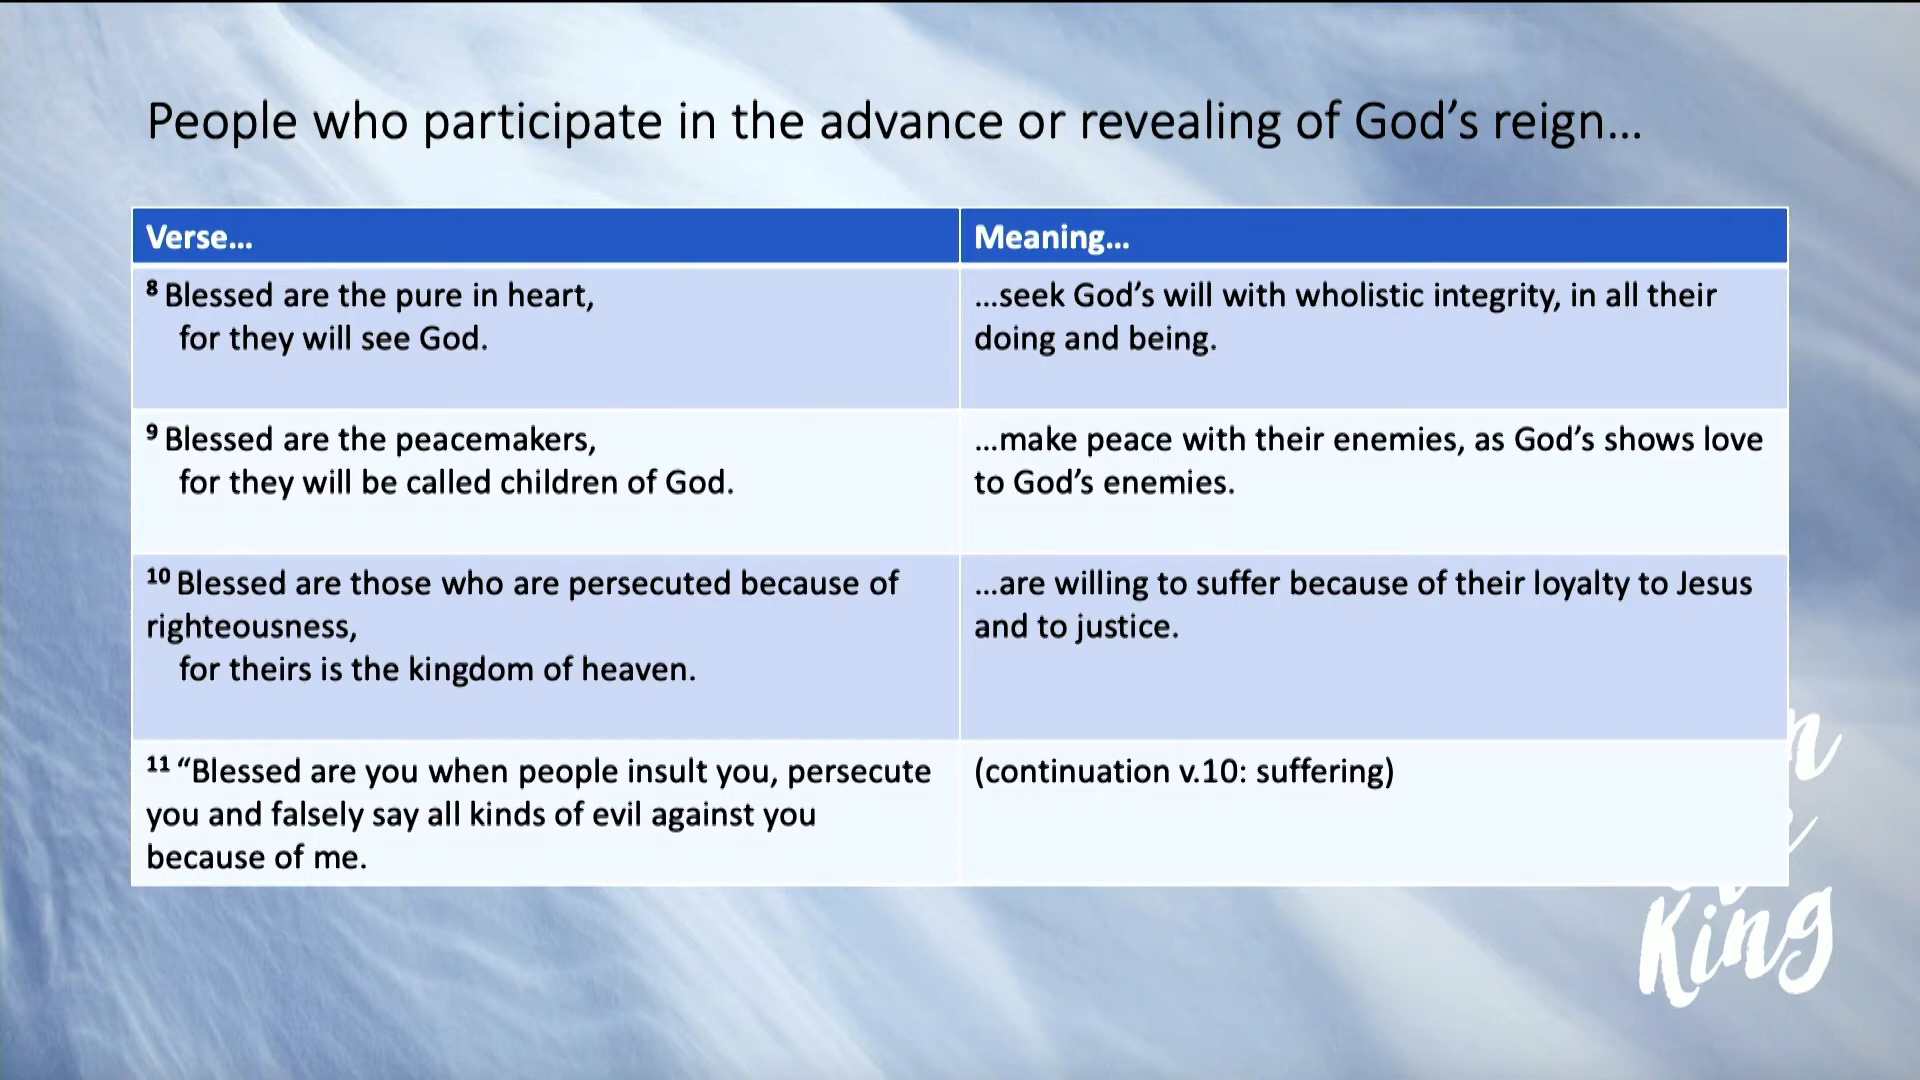 People who participate in the advance or revealing of God’s reign...
Verse...
Meaning...
8 Blessed are the pure in heart,
for they will see God.
...seek God’s will with wholistic integrity, in all their
doing and being.
9 Blessed are the peacemakers,
for they will be called children of God.
...make peace with their enemies, as God’s shows love
to God’s enemies.
10 Blessed are those who are persecuted because of
righteousness,
for theirs is the kingdom of heaven.
...are willing to suffer because of their loyalty to Jesus
and to justice.
11 “Blessed are you when people insult you, persecute
you and falsely say all kinds of evil against you
because of me.
(continuation v.10: suffering)
King